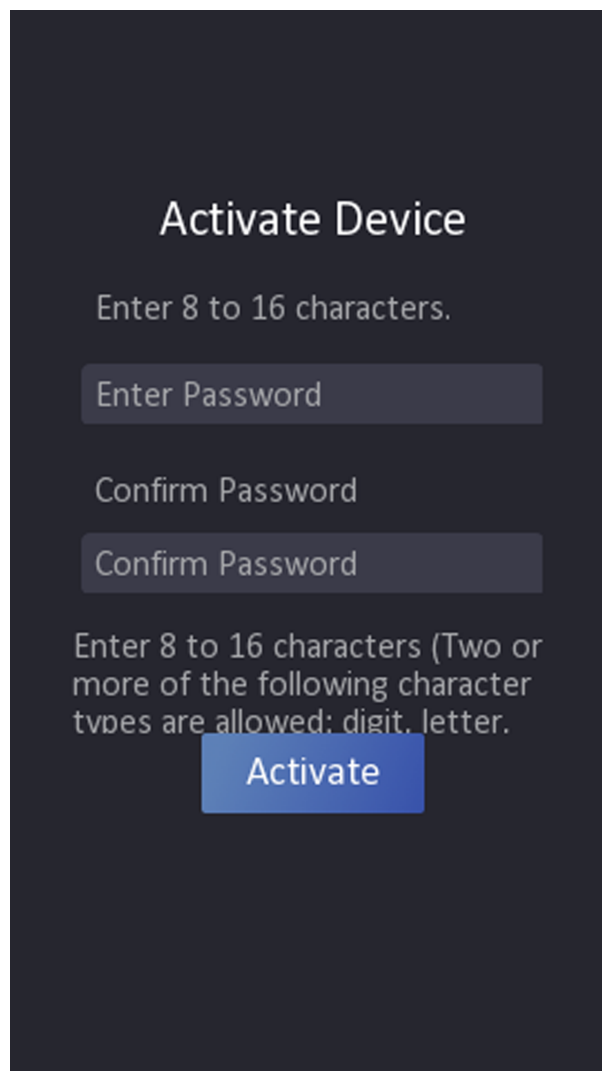 Activate Device
Enter 8 to 16 characters.
Enter Password
Confirm Password
Confirm Password
Enter 8 to 16 characters (Two or
more of the following character
types are allowed: digit, letter,
Activate